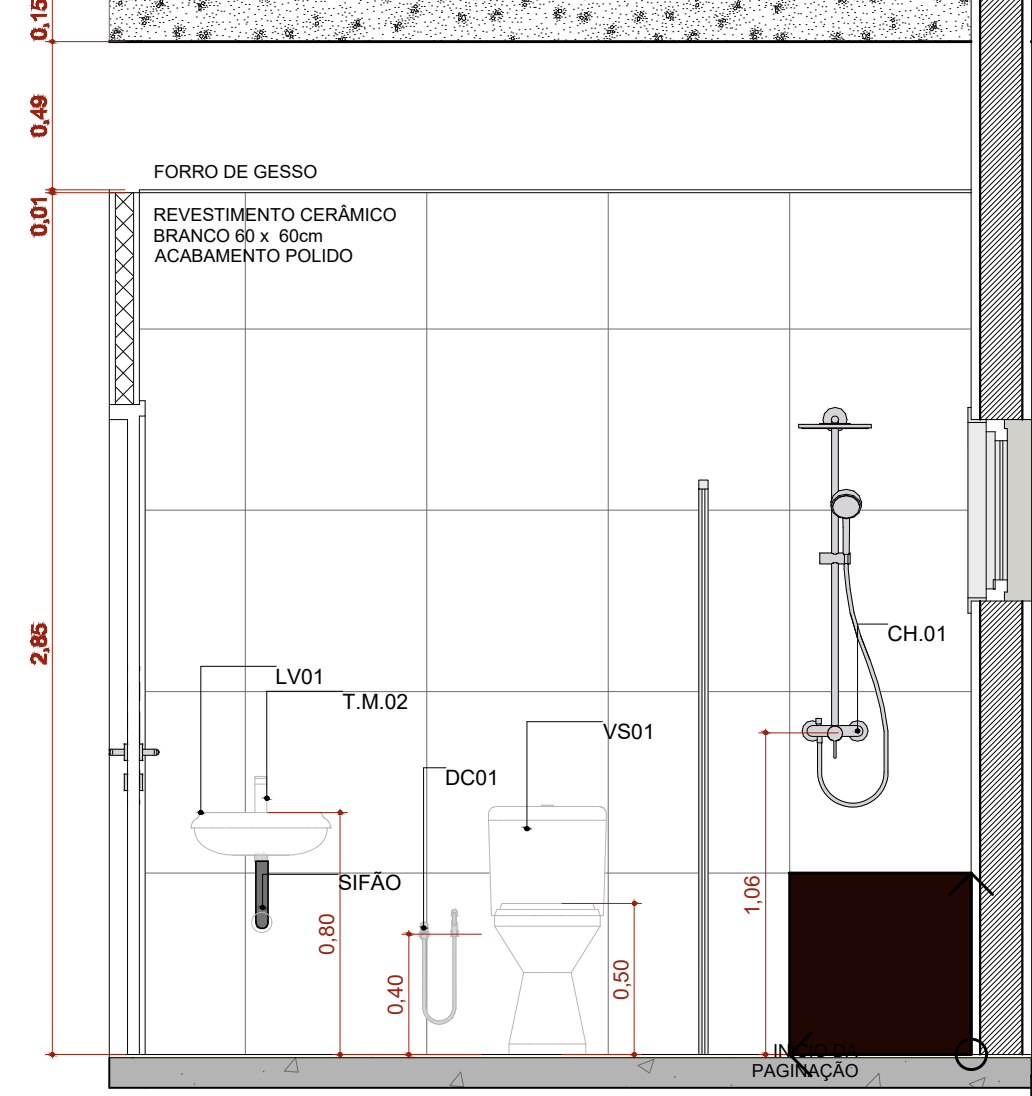 0,15
0,49
FORRO DE GESSO
0,01
REVESTIMENTO CERÂMICO
BRANCO 60 x 60cm
ACABAMENTO POLIDO
2,85
CH.01
LV01
T.M.02
VS01
DC01
SIFÃO
1,06
0,80
0,50
0,40
INÍCIO DA
PAGINAÇÃO